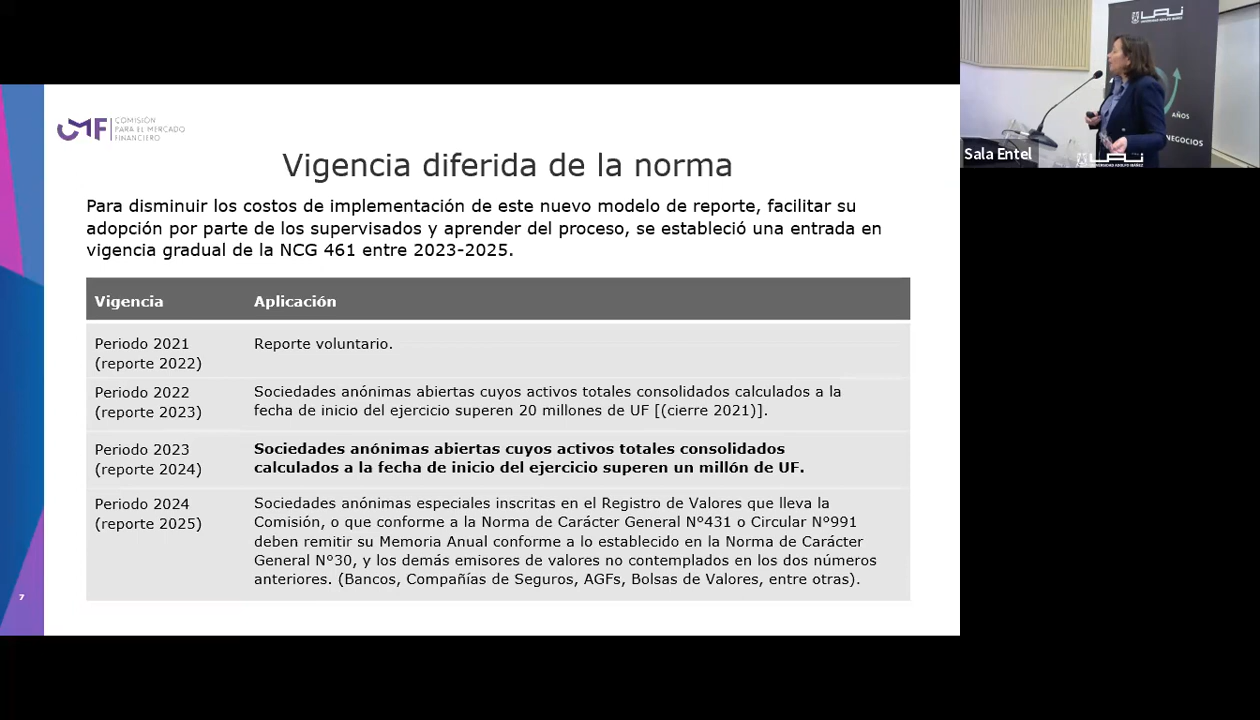 CMF
COMISIÓN
PARA EL MERCADO
FINANCIERO
Vigencia diferida de la norma
Para disminuir los costos de implementación de este nuevo modelo de reporte, facilitar su
adopción por parte de los supervisados y aprender del proceso, se estableció una entrada en
vigencia gradual de la NCG 461 entre 2023-2025.
Vigencia
Aplicación
Periodo 2021
(reporte 2022)
Reporte voluntario.
Periodo 2022
(reporte 2023)
Sociedades anónimas abiertas cuyos activos totales consolidados calculados a la
fecha de inicio del ejercicio superen 20 millones de UF [(cierre 2021)].
Periodo 2023
(reporte 2024)
Sociedades anónimas abiertas cuyos activos totales consolidados
calculados a la fecha de inicio del ejercicio superen un millón de UF.
Periodo 2024
(reporte 2025)
Sociedades anónimas especiales inscritas en el Registro de Valores que lleva la
Comisión, o que conforme a la Norma de Carácter General N°431 o Circular N°991
deben remitir su Memoria Anual conforme a lo establecido en la Norma de Carácter
General N°30, y los demás emisores de valores no contemplados en los dos números
anteriores. (Bancos, Compañías de Seguros, AGFs, Bolsas de Valores, entre otras).
7
UAI
UNIVERSIDAD ADOLFO IBÁÑEZ
AÑOS
NEGOCIOS
Sala Entel
UAI
UNIVERSIDAD ADOLFO IBÁÑEZ